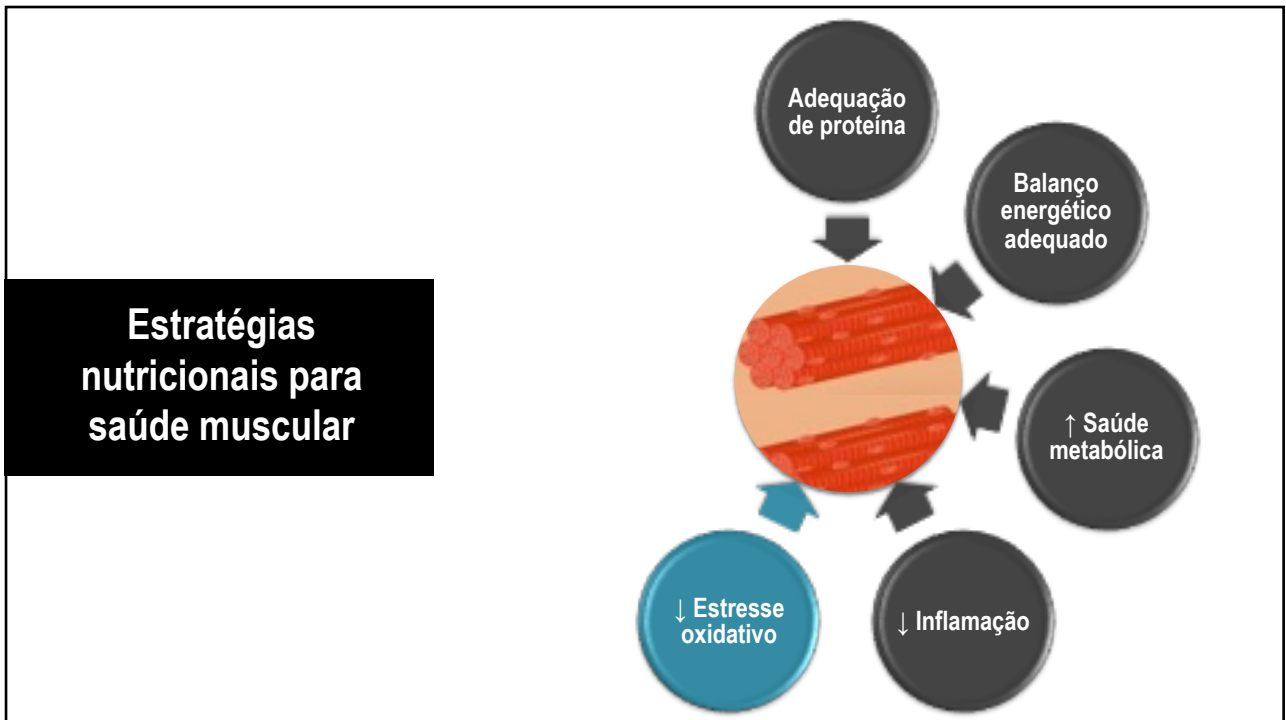 Estratégias
nutricionais para
saúde muscular
Adequação
de proteína
Balanço
energético
adequado
↑ Saúde
metabólica
↓ Inflamação
↓ Estresse
oxidativo